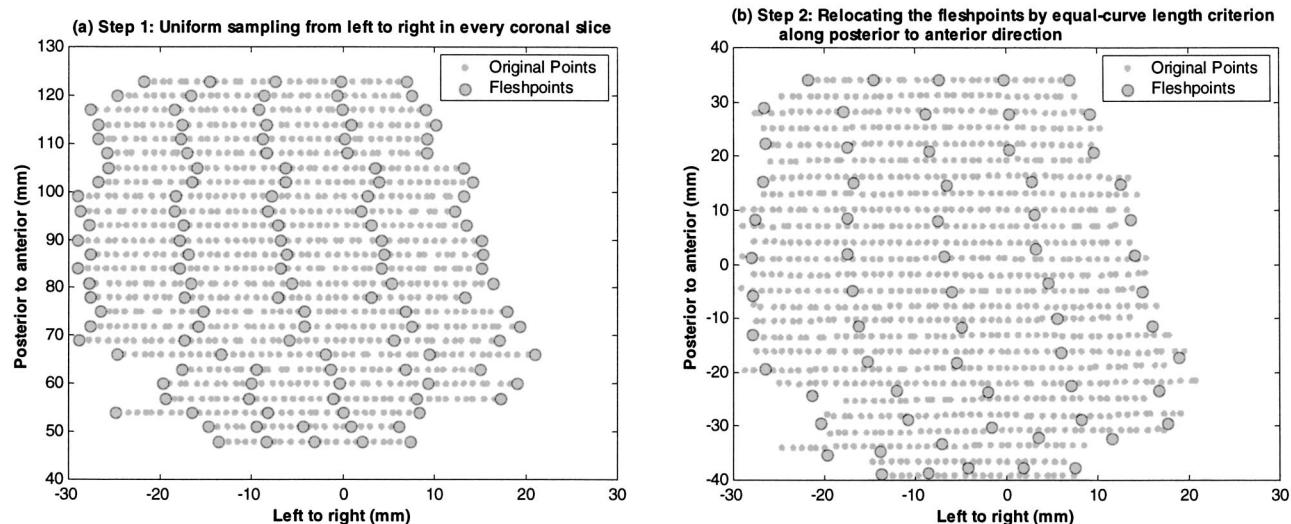 (a) Step 1: Uniform sampling from left to right in every coronal slice
130
120
110
100
90
80
70
60
50
40
Posterior to anterior (mm)
Original Points
Fleshpoints
-30 -20 -10 0 10 20 30
Left to right (mm)
(b) Step 2: Relocating the fleshpoints by equal-curve length criterion
along posterior to anterior direction
40
30
20
10
0
-10
-20
-30
-40
Posterior to anterior (mm)
Original Points
Fleshpoints
-30 -20 -10 0 10 20 30
Left to right (mm)